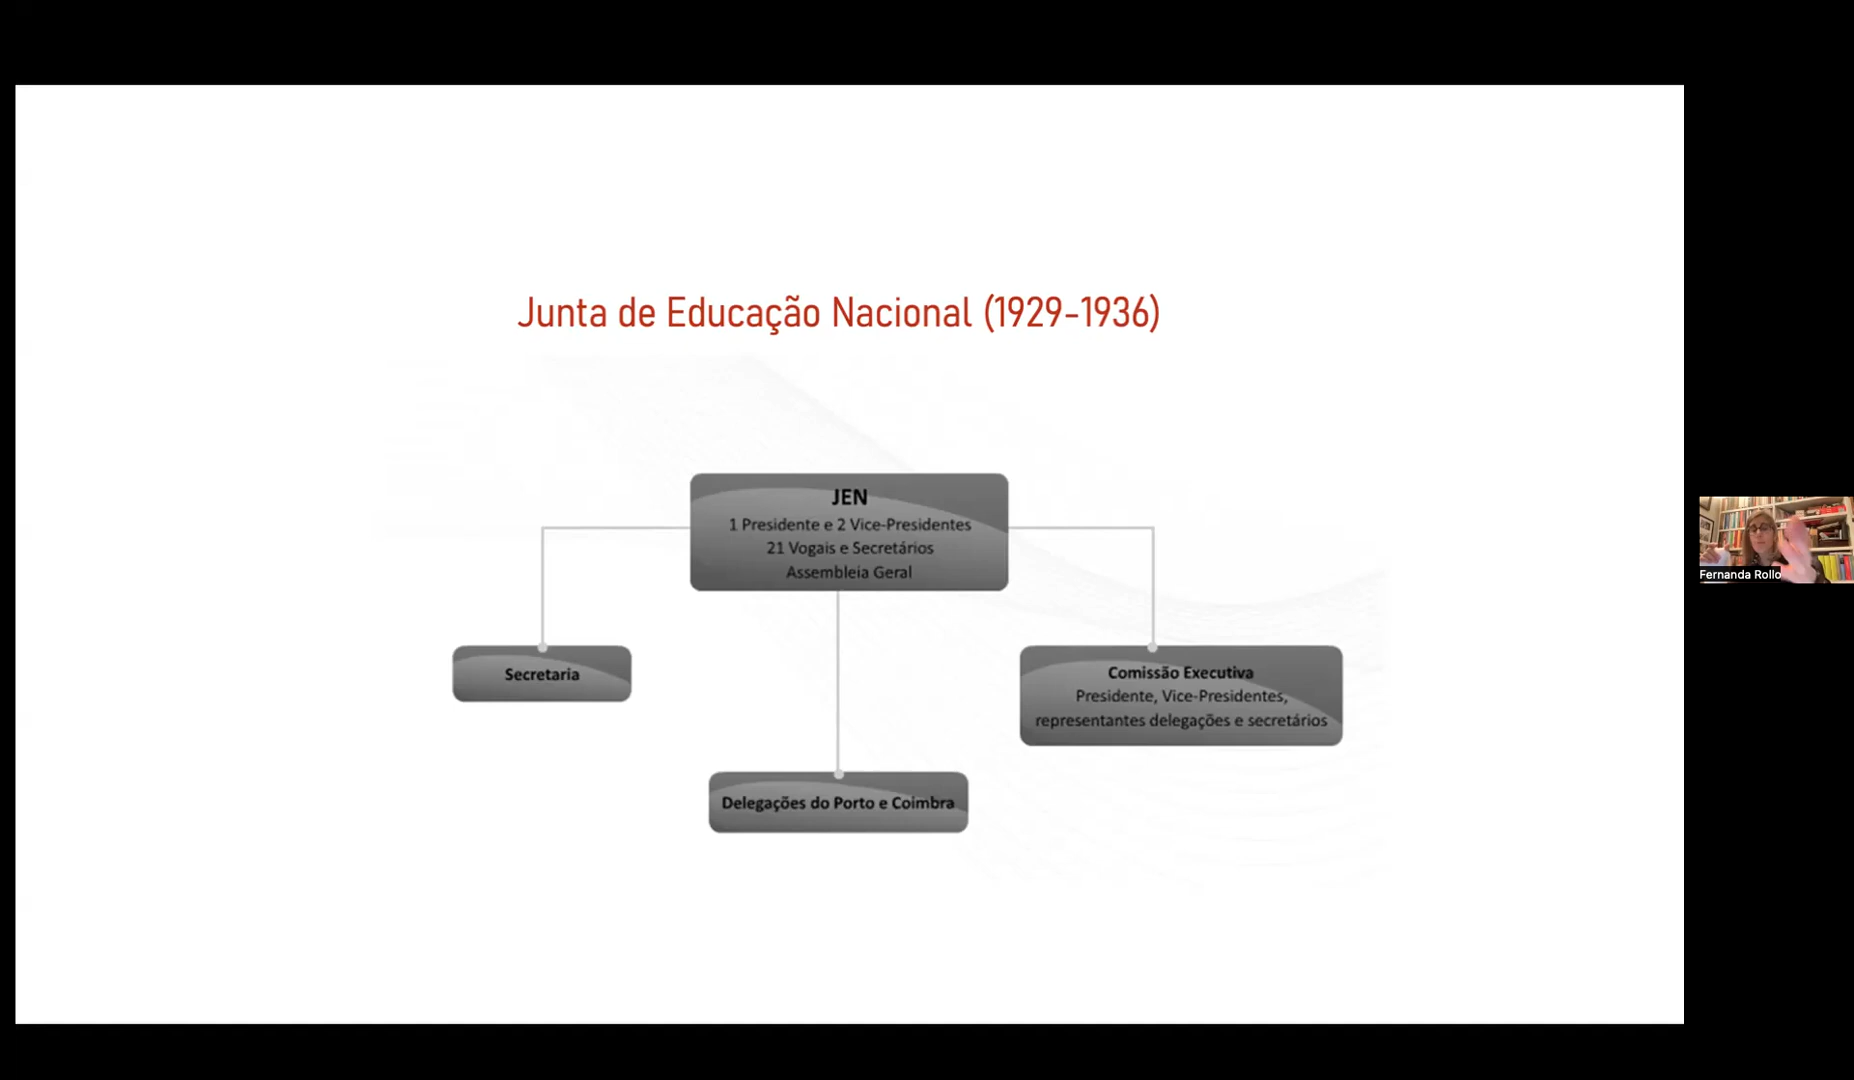 Junta de Educação Nacional (1929-1936)
JEN
1 Presidente e 2 Vice-Presidentes
21 Vogais e Secretários
Assembleia Geral
Secretaria
Comissão Executiva
Presidente, Vice-Presidentes,
representantes delegações e secretários
Delegações do Porto e Coimbra
Fernanda Rollo